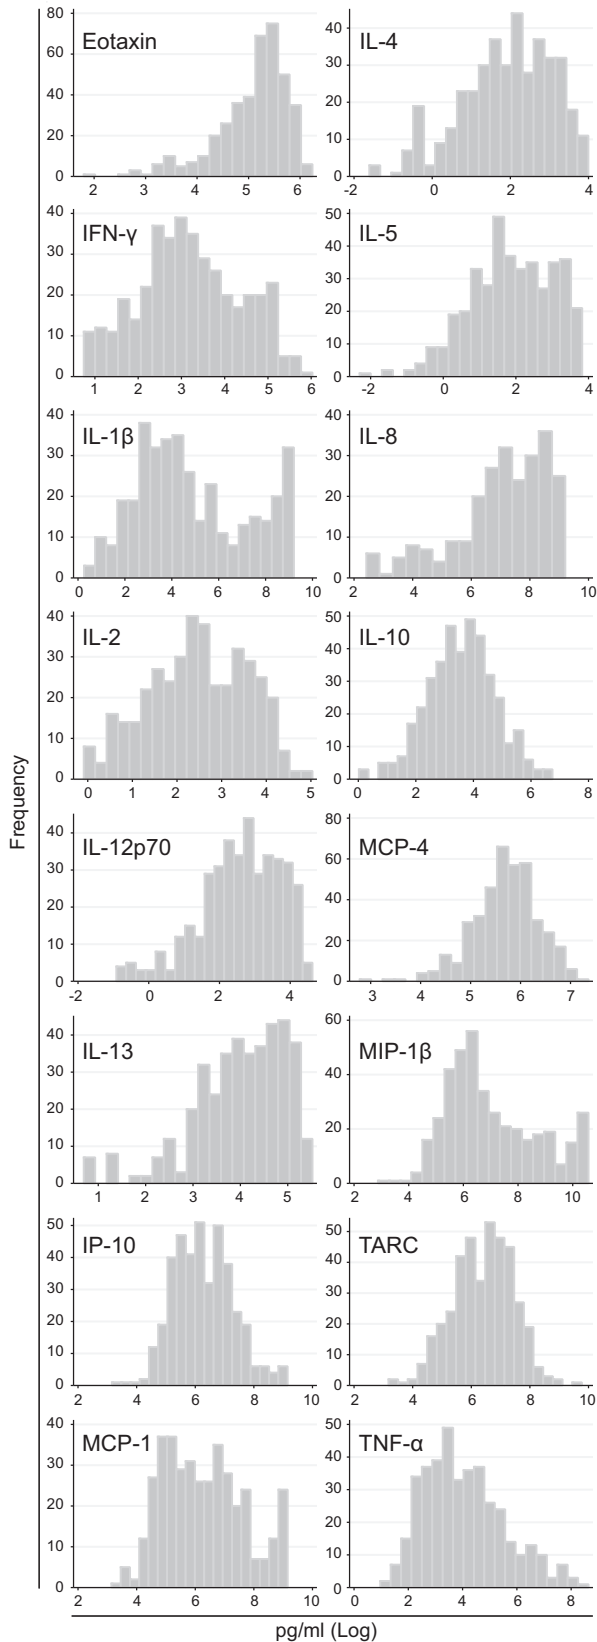 Eotaxin
80
60
40
20
0
2 3 4 5 6
IL-4
40
30
20
10
0
-2 0 2 4
IFN-γ
40
30
20
10
0
1 2 3 4 5 6
IL-5
50
40
30
20
10
0
-2 0 2 4
IL-1β
40
30
20
10
0
0 2 4 6 8 10
IL-8
40
30
20
10
0
2 4 6 8 10
IL-2
40
30
20
10
0
0 1 2 3 4 5
IL-10
50
40
30
20
10
0
0 2 4 6 8
Frequency
IL-12p70
40
30
20
10
0
-2 0 2 4
MCP-4
80
60
40
20
0
3 4 5 6 7
IL-13
40
30
20
10
0
1 2 3 4 5
MIP-1β
60
40
20
0
2 4 6 8 10
IP-10
50
40
30
20
10
0
2 4 6 8 10
TARC
50
40
30
20
10
0
2 4 6 8 10
MCP-1
40
30
20
10
0
2 4 6 8 10
TNF-α
50
40
30
20
10
0
0 2 4 6 8
pg/ml (Log)